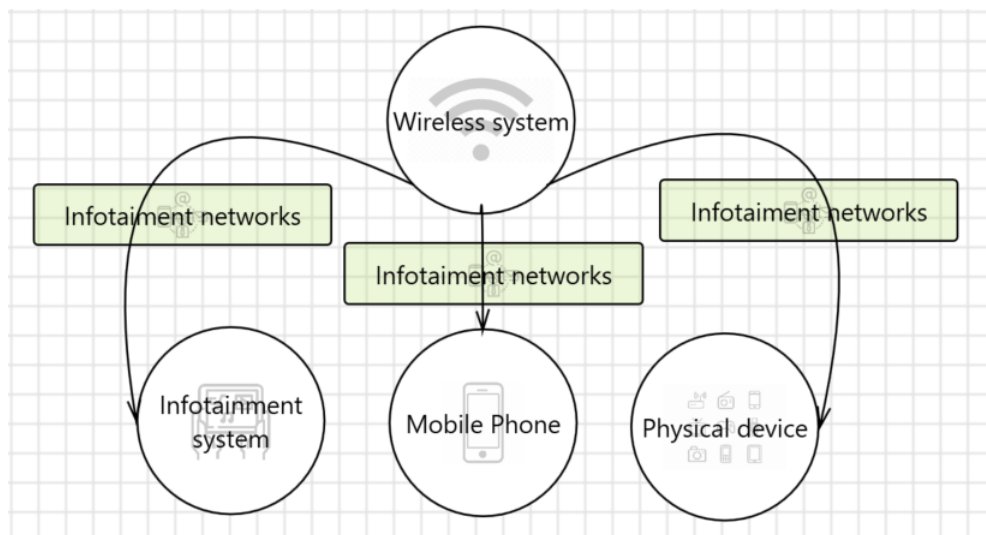 Wireless system
Infotaiment networks
Infotaiment networks
Infotaiment networks
Infotainment
system
Mobile Phone
Physical device